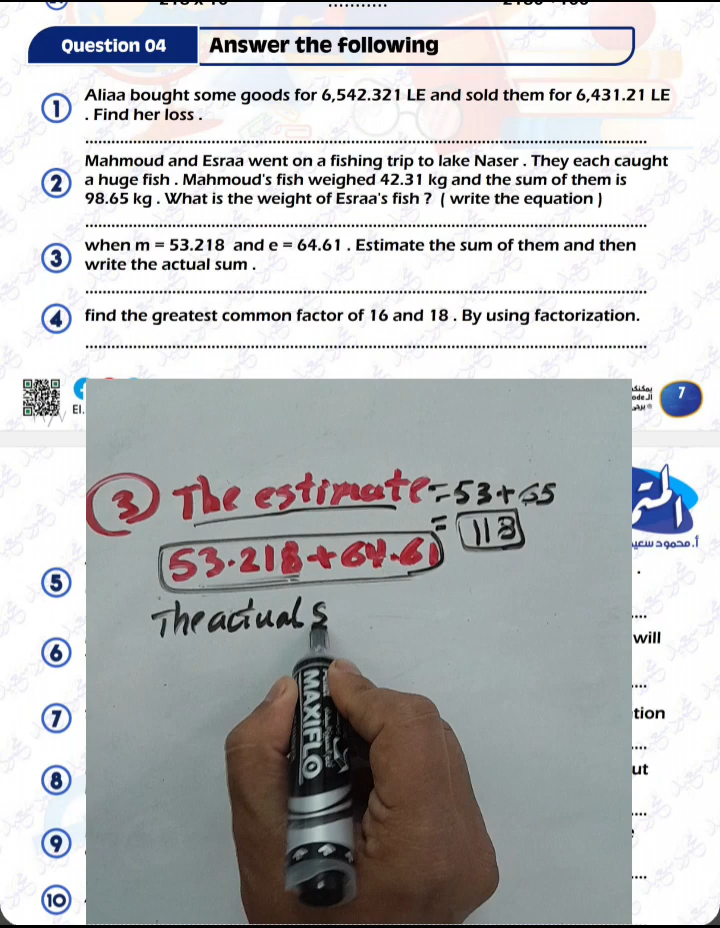 Question 04 Answer the following
1 Aliaa bought some goods for 6,542.321 LE and sold them for 6,431.21 LE
. Find her loss .
Mahmoud and Esraa went on a fishing trip to lake Naser . They each caught
2 a huge fish . Mahmoud's fish weighed 42.31 kg and the sum of them is
98.65 kg . What is the weight of Esraa's fish ? ( write the equation )
3 when m = 53.218 and e = 64.61 . Estimate the sum of them and then
write the actual sum .
4 find the greatest common factor of 16 and 18 . By using factorization.
7
El.
3 The estimate = 53 + 65
= 118
53.218 + 64.61
The actual S
MAXIFLO
أ.محمود سعيد
5
6 will
7 tion
8 ut
9
10